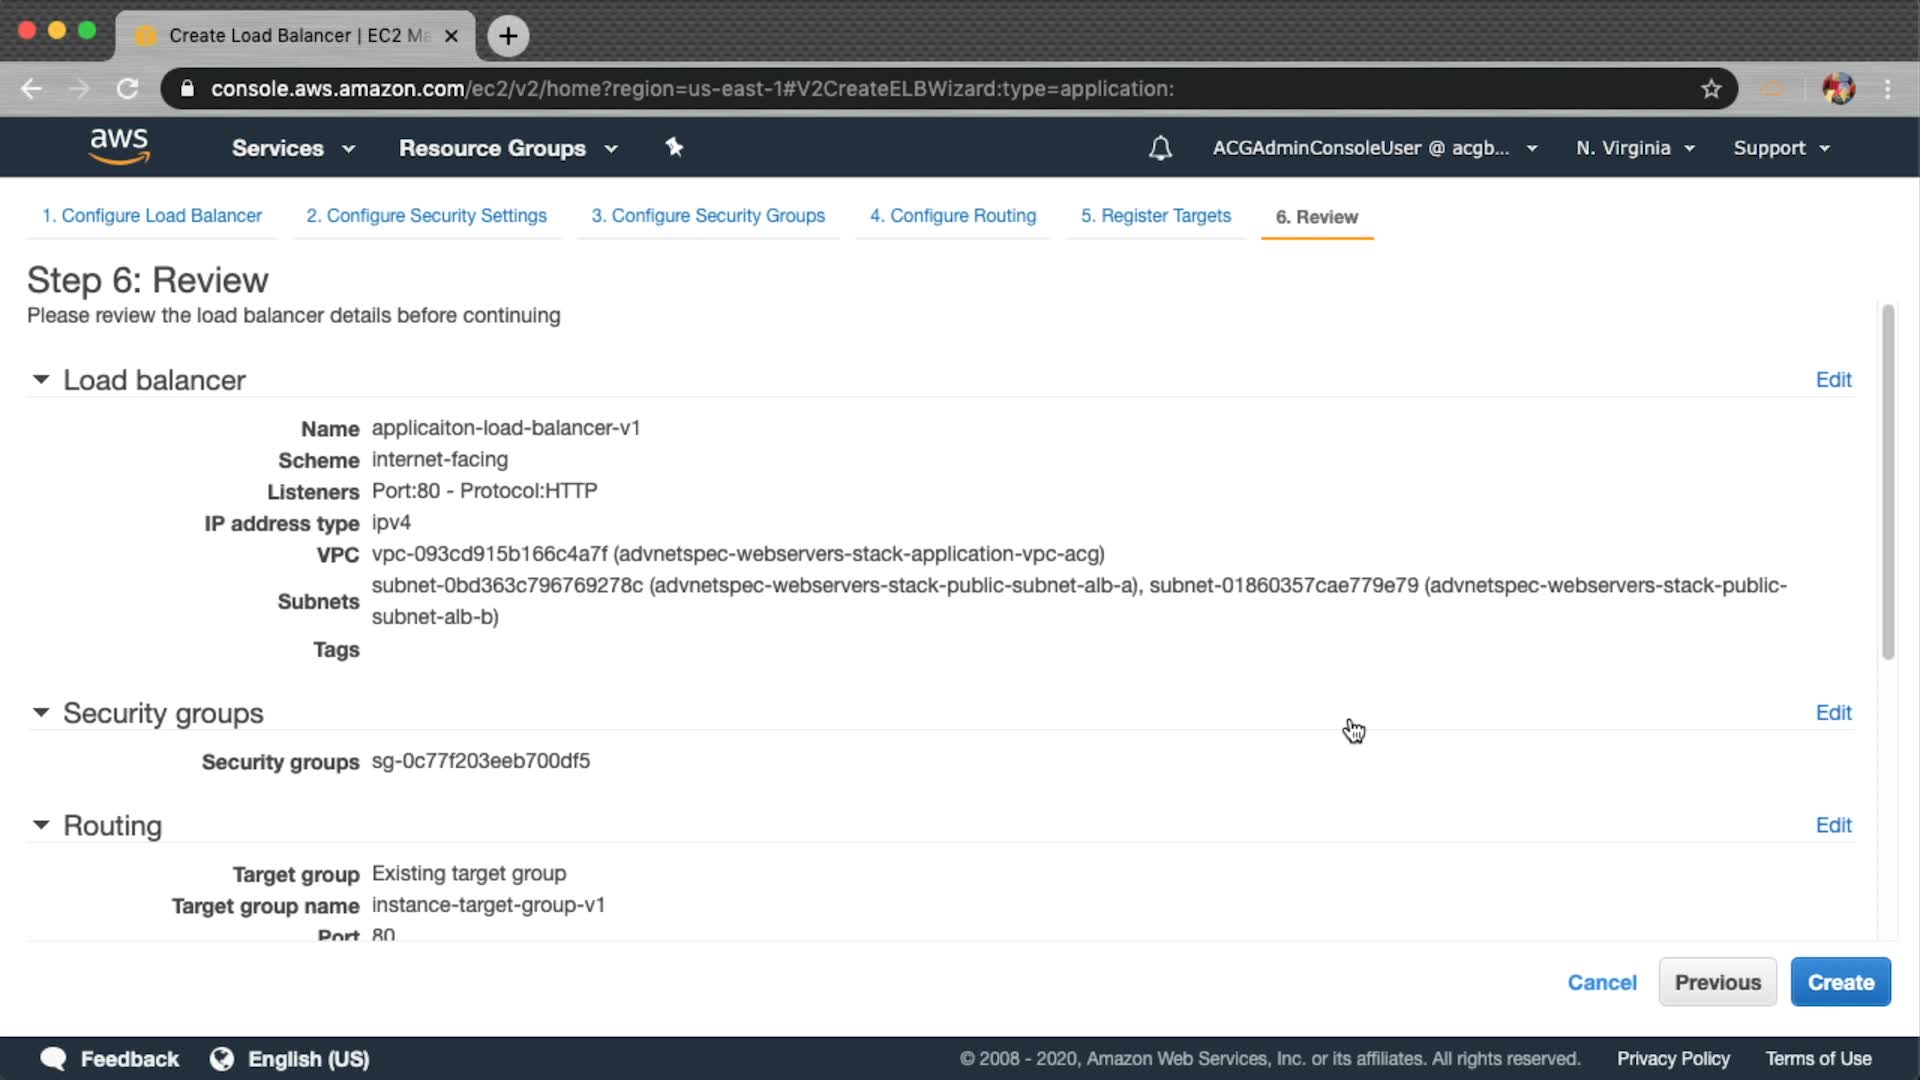 Create Load Balancer | EC2 Ma
console.aws.amazon.com/ec2/v2/home?region=us-east-1#V2CreateELBWizard:type=application:
aws
Services
Resource Groups
ACGAdminConsoleUser @ acgb...
N. Virginia
Support
1. Configure Load Balancer
2. Configure Security Settings
3. Configure Security Groups
4. Configure Routing
5. Register Targets
6. Review
Step 6: Review
Please review the load balancer details before continuing
Load balancer
Edit
Name applicaiton-load-balancer-v1
Scheme internet-facing
Listeners Port:80 - Protocol:HTTP
IP address type ipv4
VPC vpc-093cd915b166c4a7f (advnetspec-webservers-stack-application-vpc-acg)
Subnets subnet-0bd363c796769278c (advnetspec-webservers-stack-public-subnet-alb-a), subnet-01860357cae779e79 (advnetspec-webservers-stack-public-
subnet-alb-b)
Tags
Security groups
Edit
Security groups sg-0c77f203eeb700df5
Routing
Edit
Target group Existing target group
Target group name instance-target-group-v1
Port 80
Cancel
Previous
Create
Feedback
English (US)
© 2008 - 2020, Amazon Web Services, Inc. or its affiliates. All rights reserved.
Privacy Policy
Terms of Use